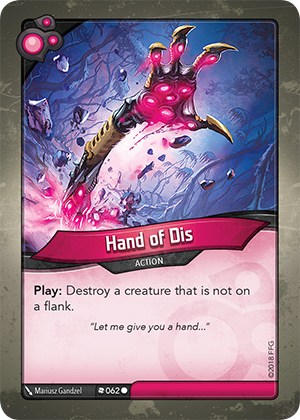 Hand of Dis
ACTION
Play: Destroy a creature that is not on
a flank.
"Let me give you a hand..."
©2018 FFG
Mariusz Gandzel
062